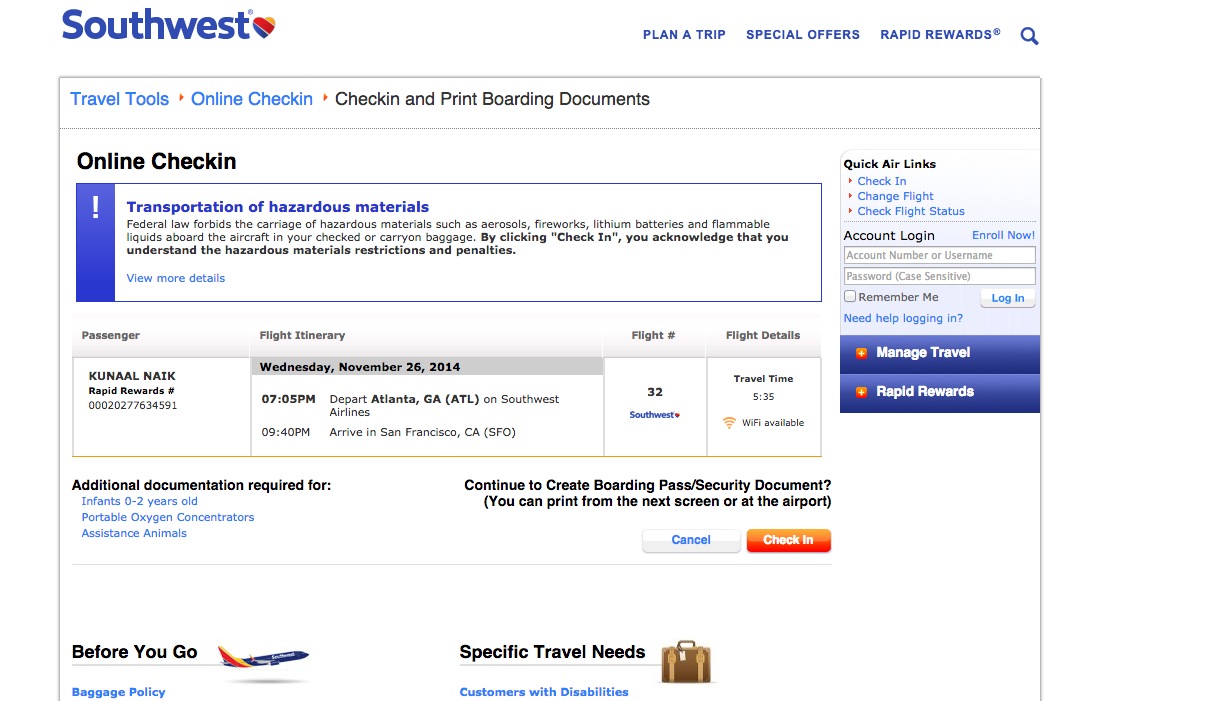 Southwest®
PLAN A TRIP
SPECIAL OFFERS
RAPID REWARDS®
Travel Tools
Online Checkin
Checkin and Print Boarding Documents
Online Checkin
!
Transportation of hazardous materials
Federal law forbids the carriage of hazardous materials such as aerosols, fireworks, lithium batteries and flammable
liquids aboard the aircraft in your checked or carryon baggage. By clicking "Check In", you acknowledge that you
understand the hazardous materials restrictions and penalties.
View more details
Passenger
Flight Itinerary
Flight #
Flight Details
KUNAAL NAIK
Rapid Rewards #
00020277634591
Wednesday, November 26, 2014
07:05PM Depart Atlanta, GA (ATL) on Southwest
Airlines
09:40PM Arrive in San Francisco, CA (SFO)
32
Southwest
Travel Time
5:35
WiFi available
Additional documentation required for:
Infants 0-2 years old
Portable Oxygen Concentrators
Assistance Animals
Continue to Create Boarding Pass/Security Document?
(You can print from the next screen or at the airport)
Cancel
Check In
Before You Go
Southwest
Baggage Policy
Specific Travel Needs
Customers with Disabilities
Quick Air Links
Check In
Change Flight
Check Flight Status
Account Login
Enroll Now!
Account Number or Username
Password (Case Sensitive)
Remember Me
Log In
Need help logging in?
Manage Travel
Rapid Rewards